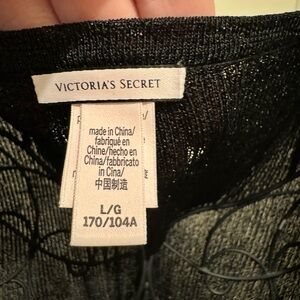 VICTORIA'S SECRET
made in China/
fabriqué en
Chine/hecho en
China/fabbricato
in Cina/
中国制造
L/G
170/104A